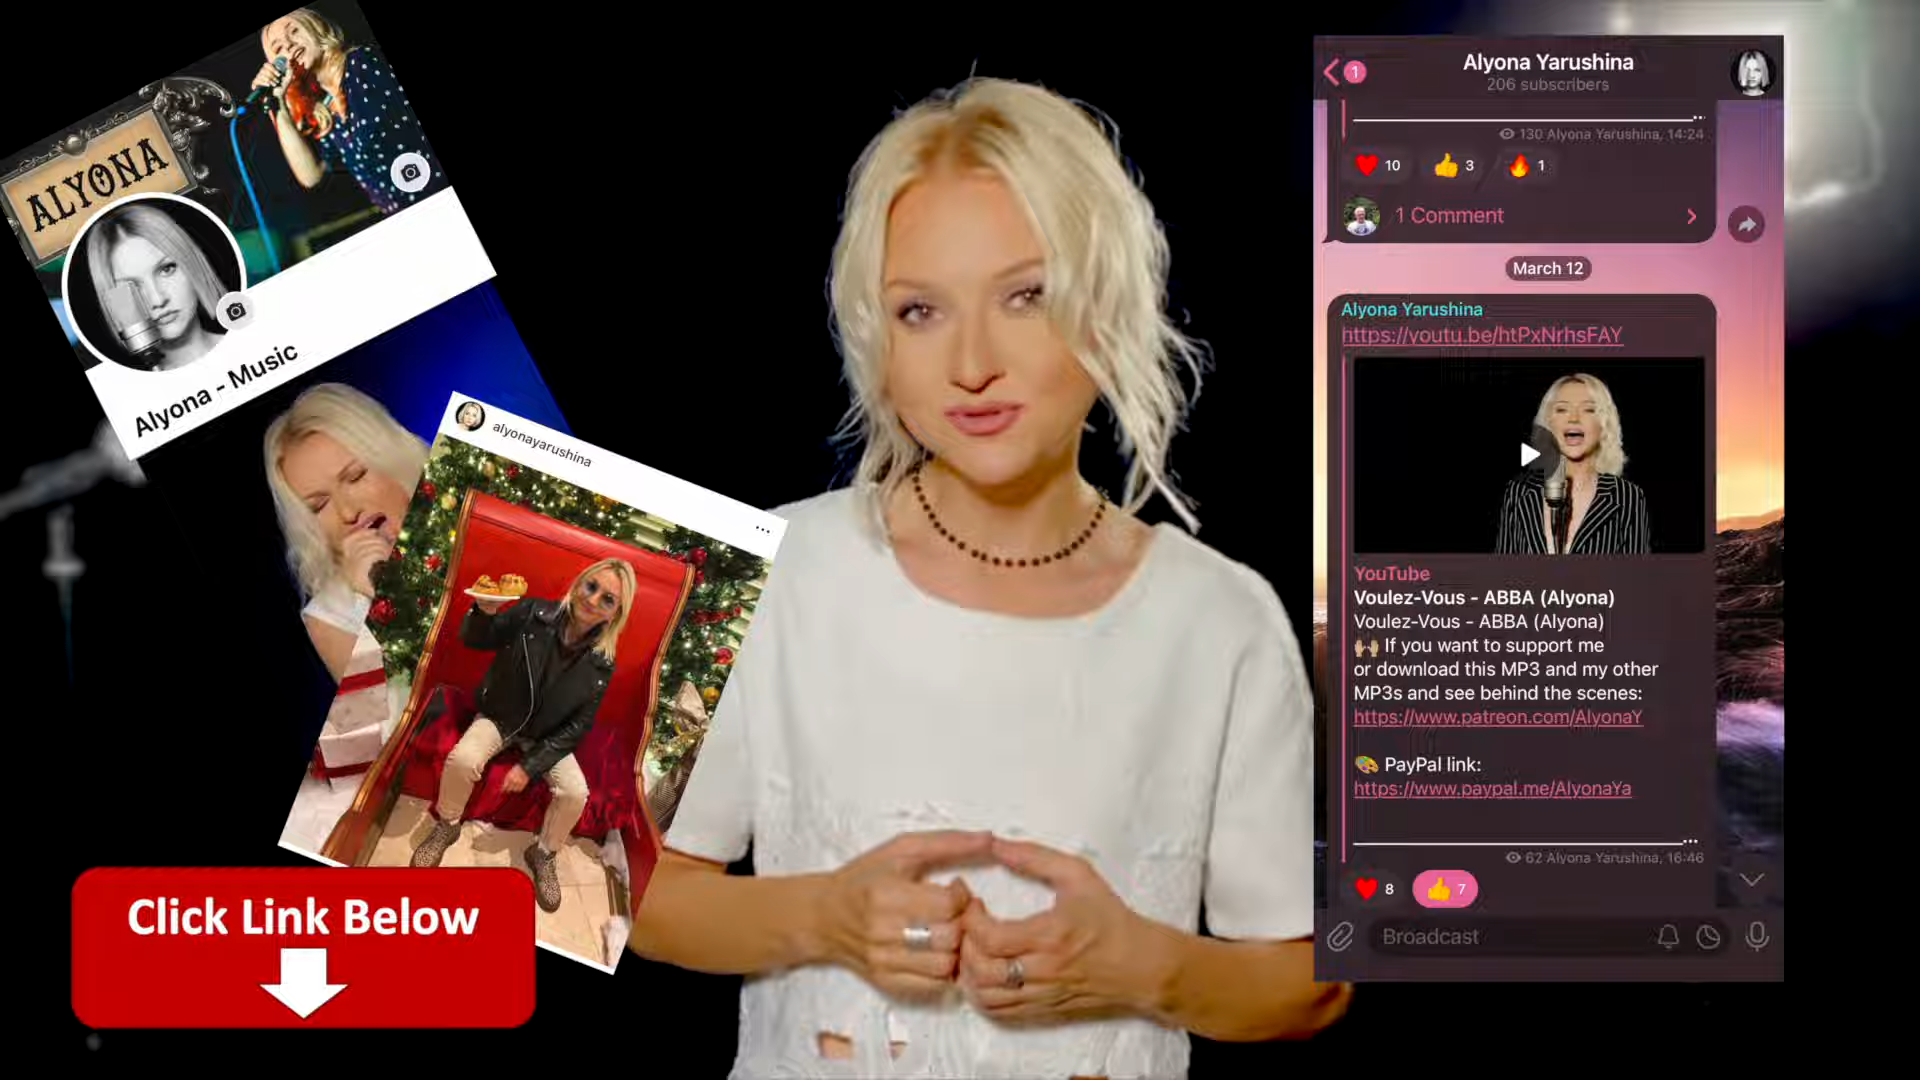 ALYONA
Alyona - Music
alyonayarushina
Click Link Below
1
Alyona Yarushina
206 subscribers
130 Alyona Yarushina, 14:24
10
3
1
1 Comment
March 12
Alyona Yarushina
https://youtu.be/htPxNrhsFAY
YouTube
Voulez-Vous - ABBA (Alyona)
Voulez-Vous - ABBA (Alyona)
🙌🏼 If you want to support me
or download this MP3 and my other
MP3s and see behind the scenes:
https://www.patreon.com/AlyonaY
🎨 PayPal link:
https://www.paypal.me/AlyonaYa
62 Alyona Yarushina, 16:46
8
7
Broadcast